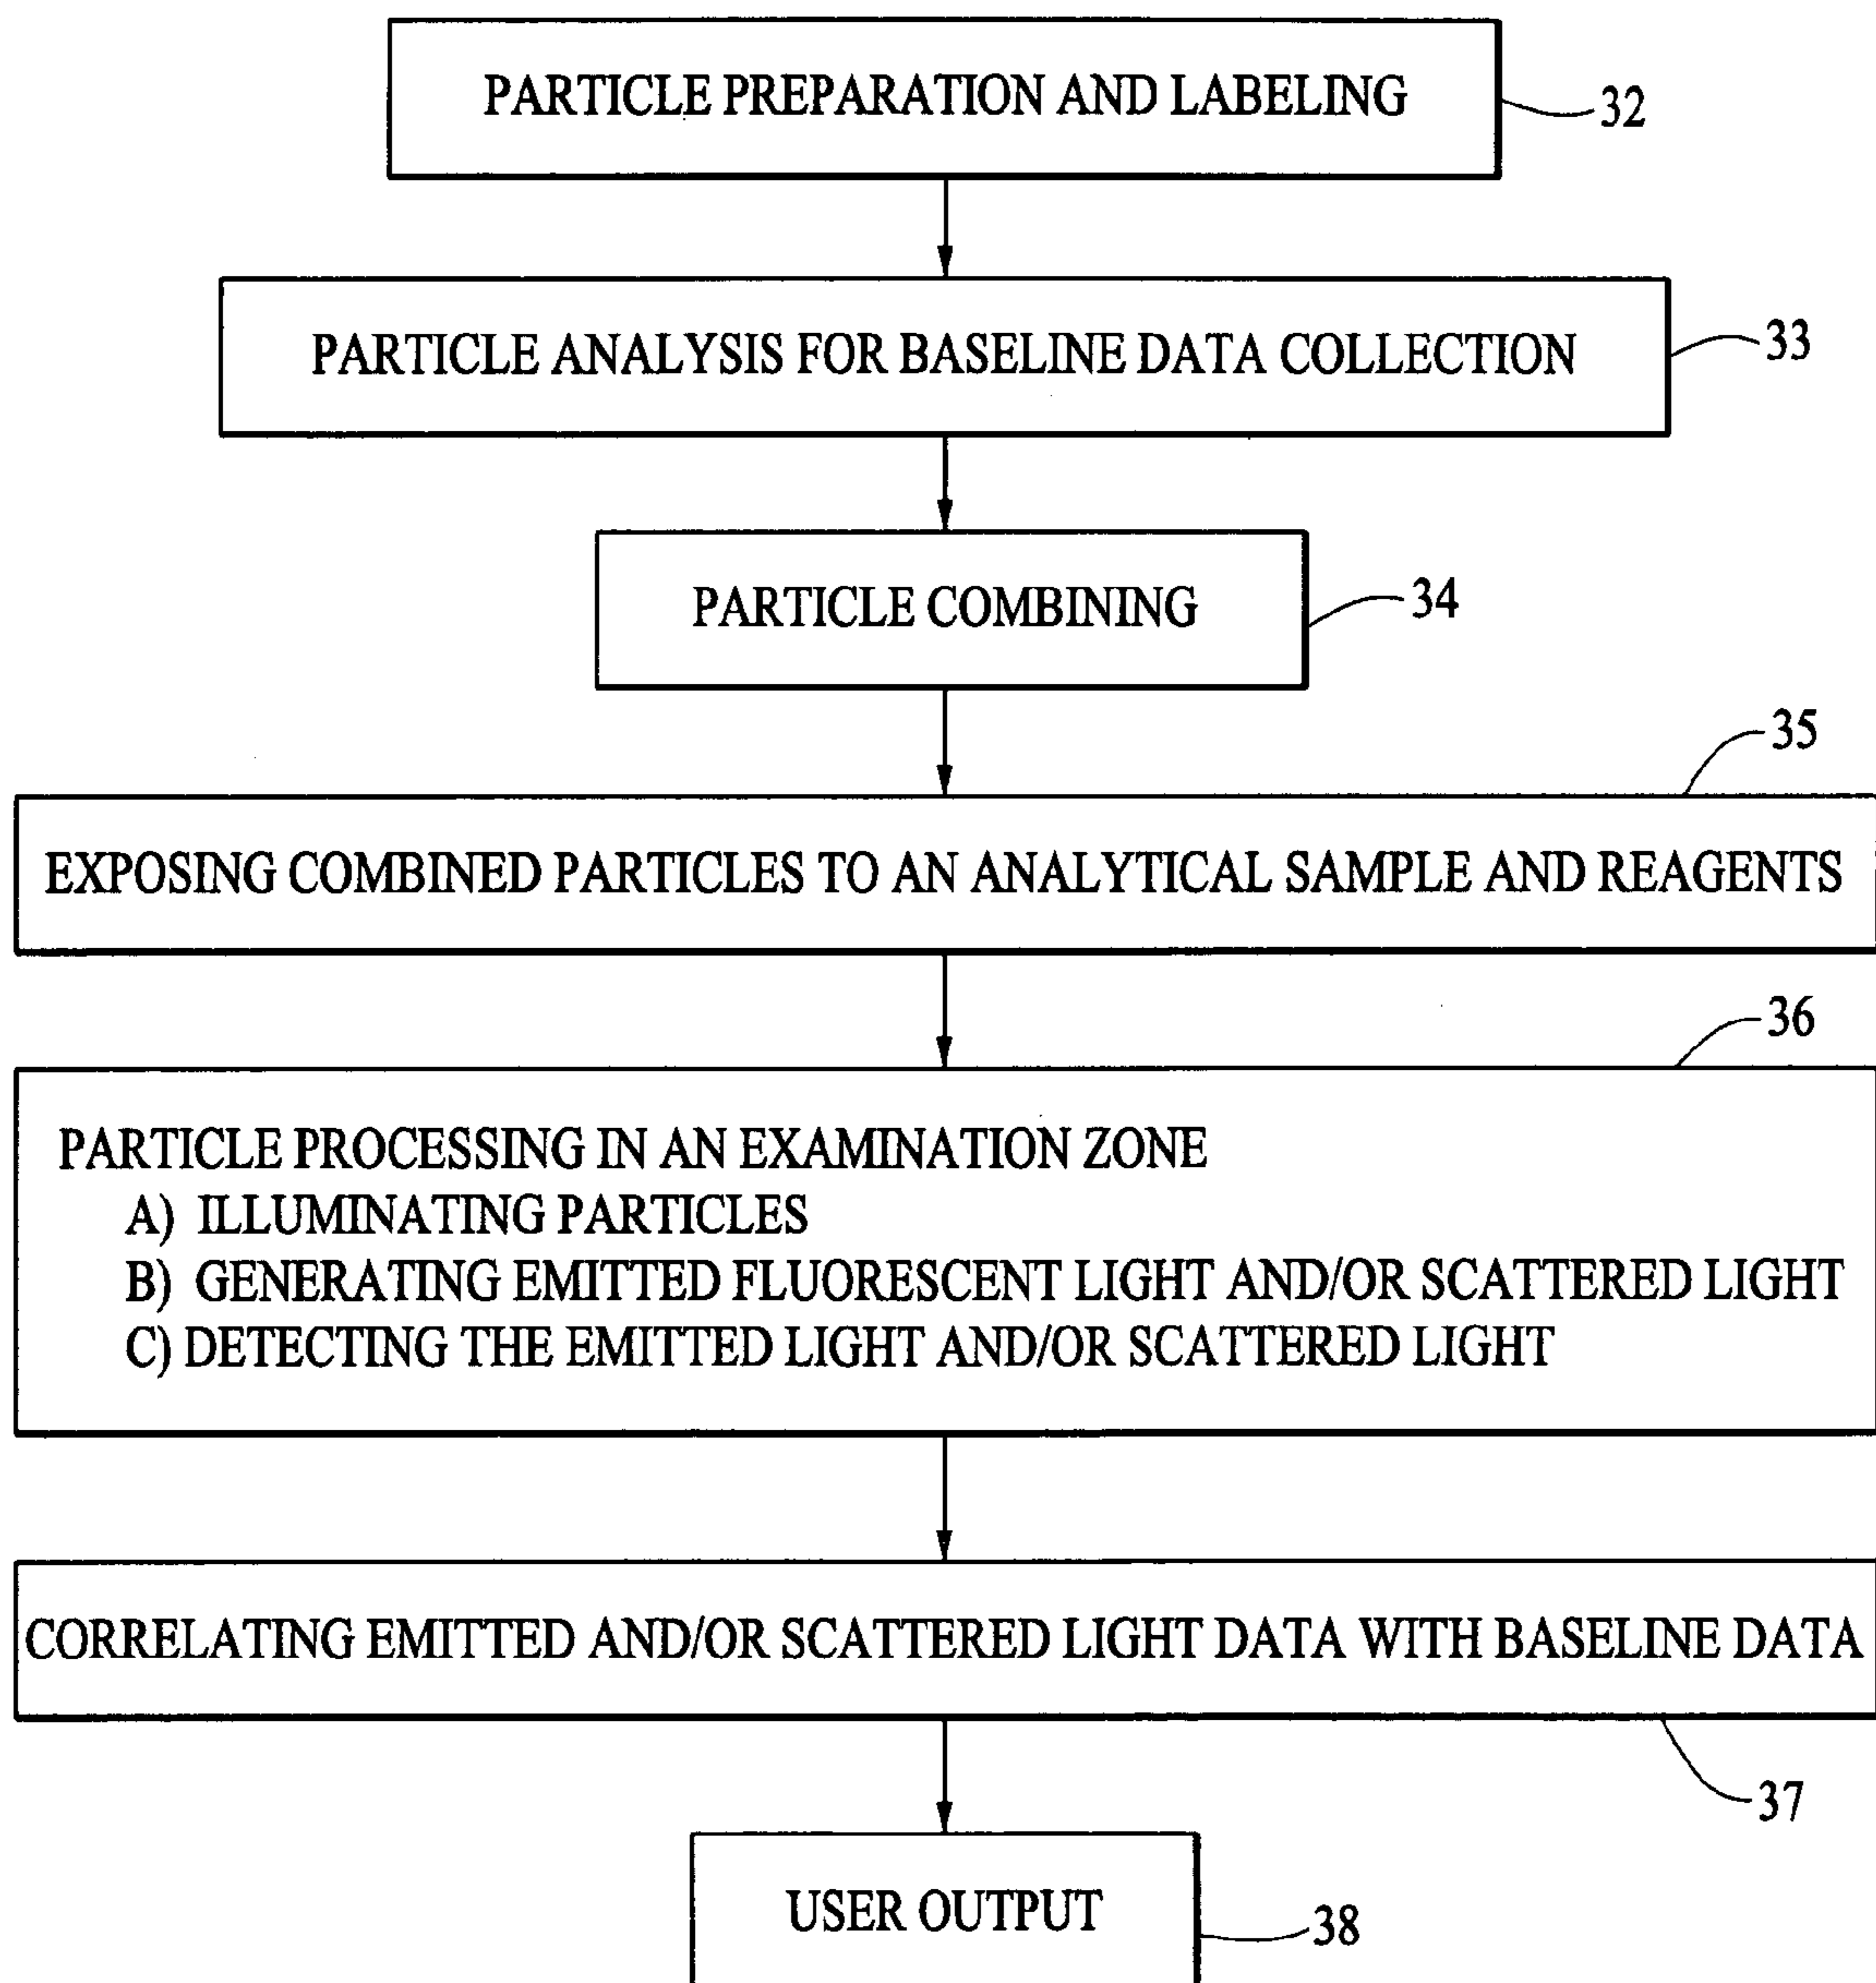 PARTICLE PREPARATION AND LABELING
32
PARTICLE ANALYSIS FOR BASELINE DATA COLLECTION
33
PARTICLE COMBINING
34
35
EXPOSING COMBINED PARTICLES TO AN ANALYTICAL SAMPLE AND REAGENTS
36
PARTICLE PROCESSING IN AN EXAMINATION ZONE
A) ILLUMINATING PARTICLES
B) GENERATING EMITTED FLUORESCENT LIGHT AND/OR SCATTERED LIGHT
C) DETECTING THE EMITTED LIGHT AND/OR SCATTERED LIGHT
CORRELATING EMITTED AND/OR SCATTERED LIGHT DATA WITH BASELINE DATA
37
USER OUTPUT
38